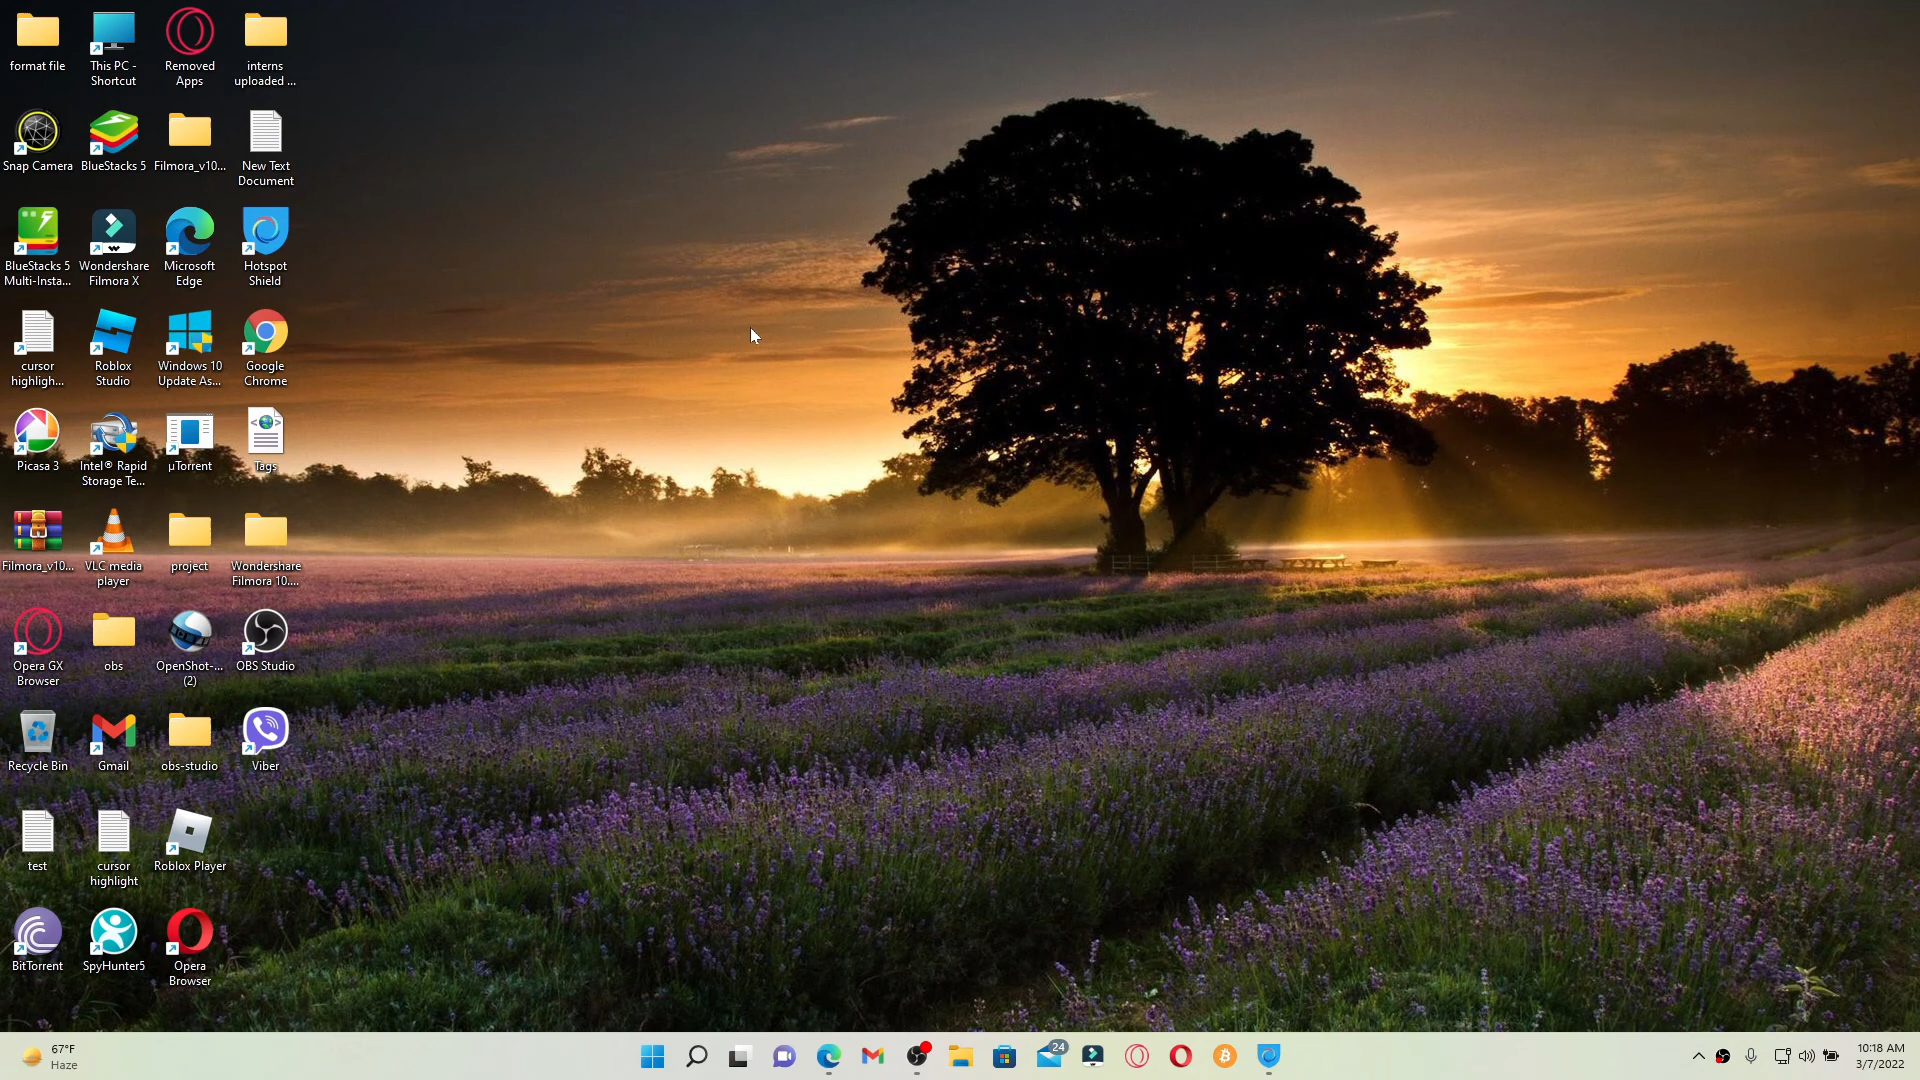 format file
This PC -
Shortcut
Removed
Apps
interns
uploaded ...
Snap Camera
BlueStacks 5
Filmora_v10...
New Text
Document
BlueStacks 5
Multi-Insta...
Wondershare
Filmora X
Microsoft
Edge
Hotspot
Shield
cursor
highligh...
Roblox
Studio
Windows 10
Update As...
Google
Chrome
Picasa 3
Intel® Rapid
Storage Te...
µTorrent
Tags
Filmora_v10...
VLC media
player
project
Wondershare
Filmora 10....
Opera GX
Browser
obs
OpenShot-...
(2)
OBS Studio
Recycle Bin
Gmail
obs-studio
Viber
test
cursor
highlight
Roblox Player
BitTorrent
SpyHunter5
Opera
Browser
67°F
Haze
24
10:18 AM
3/7/2022